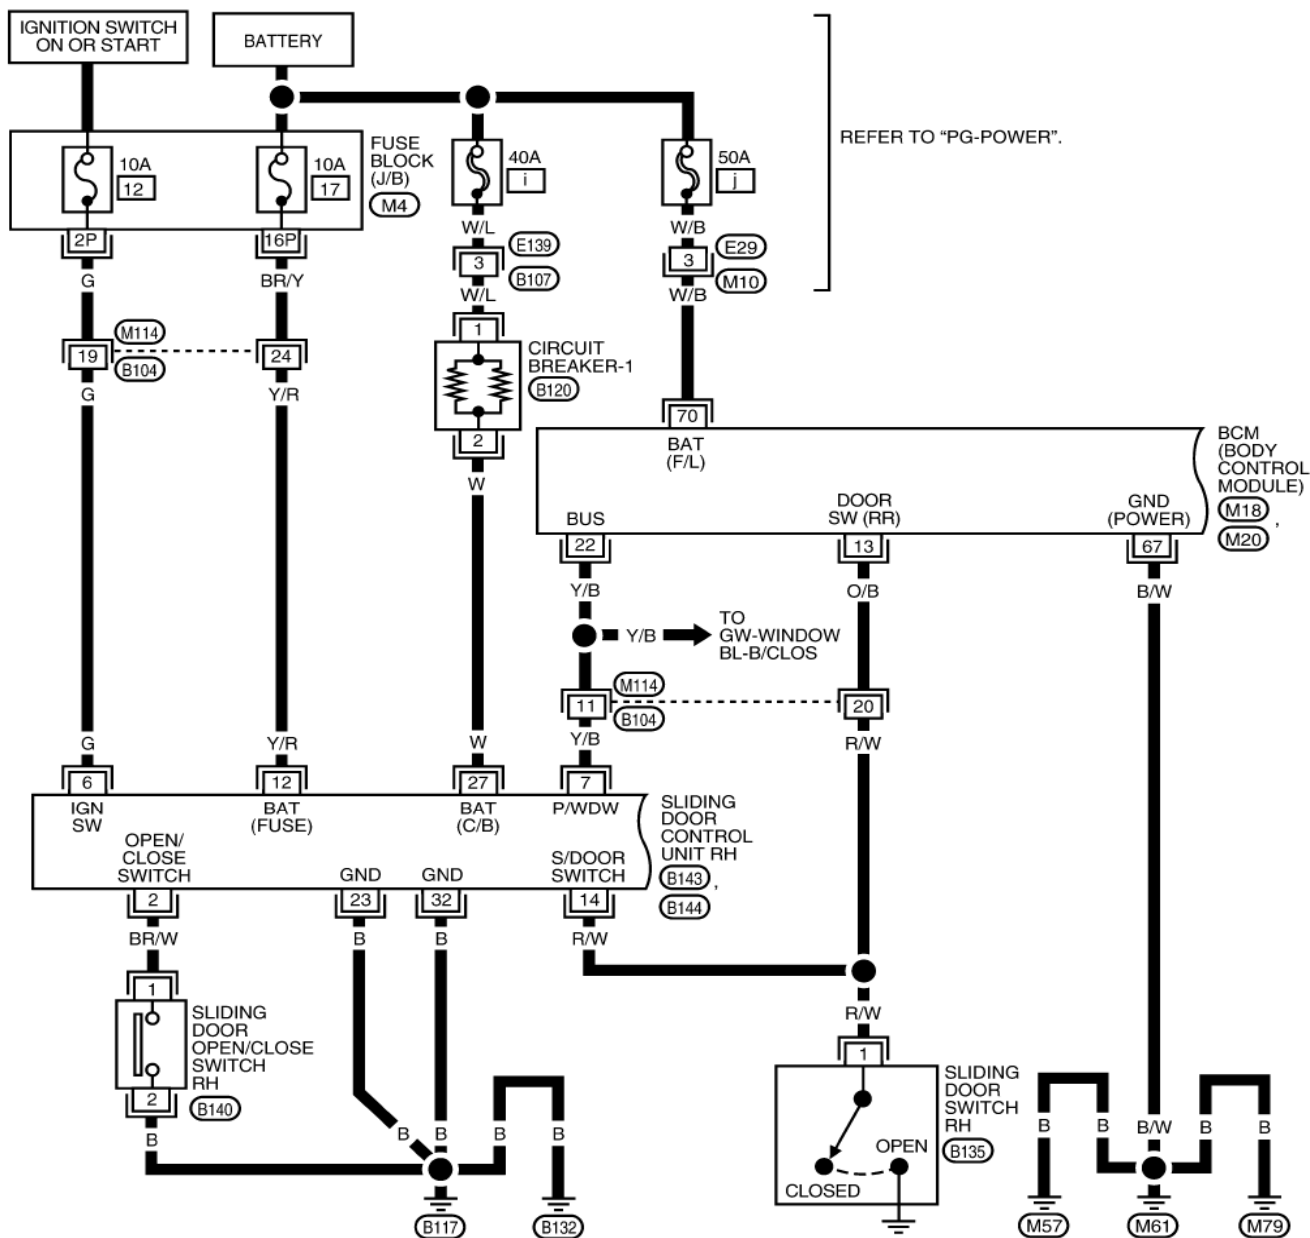 IGNITION SWITCH
ON OR START
BATTERY
REFER TO “PG-POWER”.
10A
12
10A
17
FUSE
BLOCK
(J/B)
M4
40A
i
50A
j
2P
16P
G
BR/Y
W/L
3
E139
B107
W/L
W/B
3
E29
M10
W/B
19
M114
B104
24
G
Y/R
1
CIRCUIT
BREAKER-1
B120
2
W
70
BAT
(F/L)
BCM
(BODY
CONTROL
MODULE)
M18 ,
M20
BUS
DOOR
SW (RR)
GND
(POWER)
22
13
67
Y/B
O/B
B/W
Y/B
TO
GW-WINDOW
BL-B/CLOS
11
M114
B104
20
G
Y/R
W
Y/B
R/W
6
12
27
7
IGN
SW
BAT
(FUSE)
BAT
(C/B)
P/WDW
SLIDING
DOOR
CONTROL
UNIT RH
B143 ,
B144
OPEN/
CLOSE
SWITCH
GND
GND
S/DOOR
SWITCH
2
23
32
14
BR/W
B
B
R/W
1
SLIDING
DOOR
OPEN/CLOSE
SWITCH
RH
B140
2
B
R/W
1
SLIDING
DOOR
SWITCH
RH
B135
OPEN
CLOSED
B
B
B
B
B
B
B/W
B
B
B117
B132
M57
M61
M79